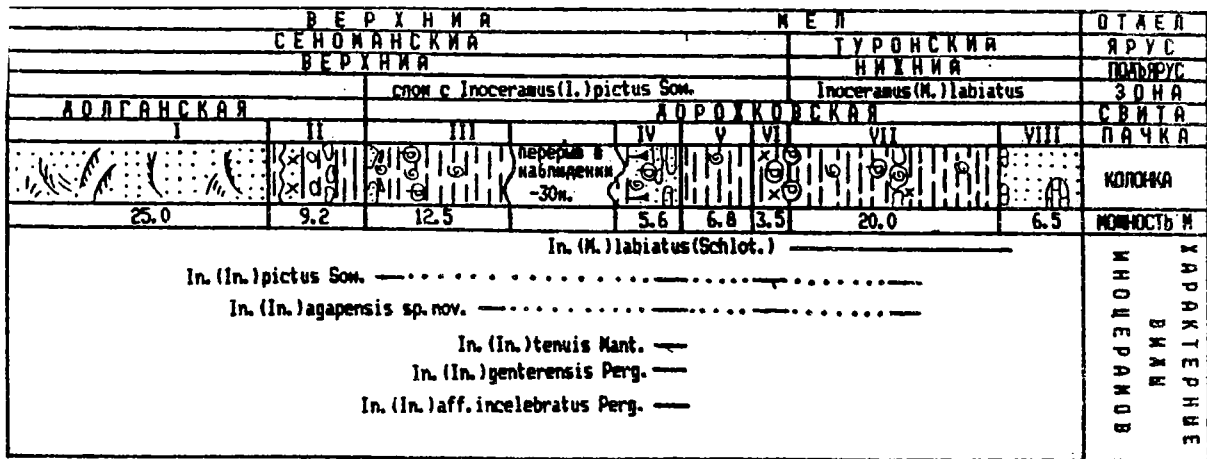 ВЕРХНИЙ МЕЛ ОТДЕЛ
СЕНОМАНСКИЙ ТУРОНСКИЙ ЯРУС
ВЕРХНИЙ НИЖНИЙ ПОДЪЯРУС
слои с Inoceramus(I.)pictus Sow. Inoceramus(M.)labiatus ЗОНА
ДОЛГАНСКАЯ ДОРОЖКОВСКАЯ СВИТА
I II III IV V VI VII VIII ПАЧКА
перерыв в
наблюдении
~30м.
КОЛОНКА
25.0 9.2 12.5 5.6 6.8 3.5 20.0 6.5 МОЩНОСТЬ М
In.(M.)labiatus(Schlot.)
In.(In.)pictus Sow.
In.(In.)agapensis sp.nov.
In.(In.)tenuis Mant.
In.(In.)genterensis Perg.
In.(In.)aff.incelebratus Perg.
ХАРАКТЕРНЫЕ
ВИДЫ
ИНОЦЕРАМОВ